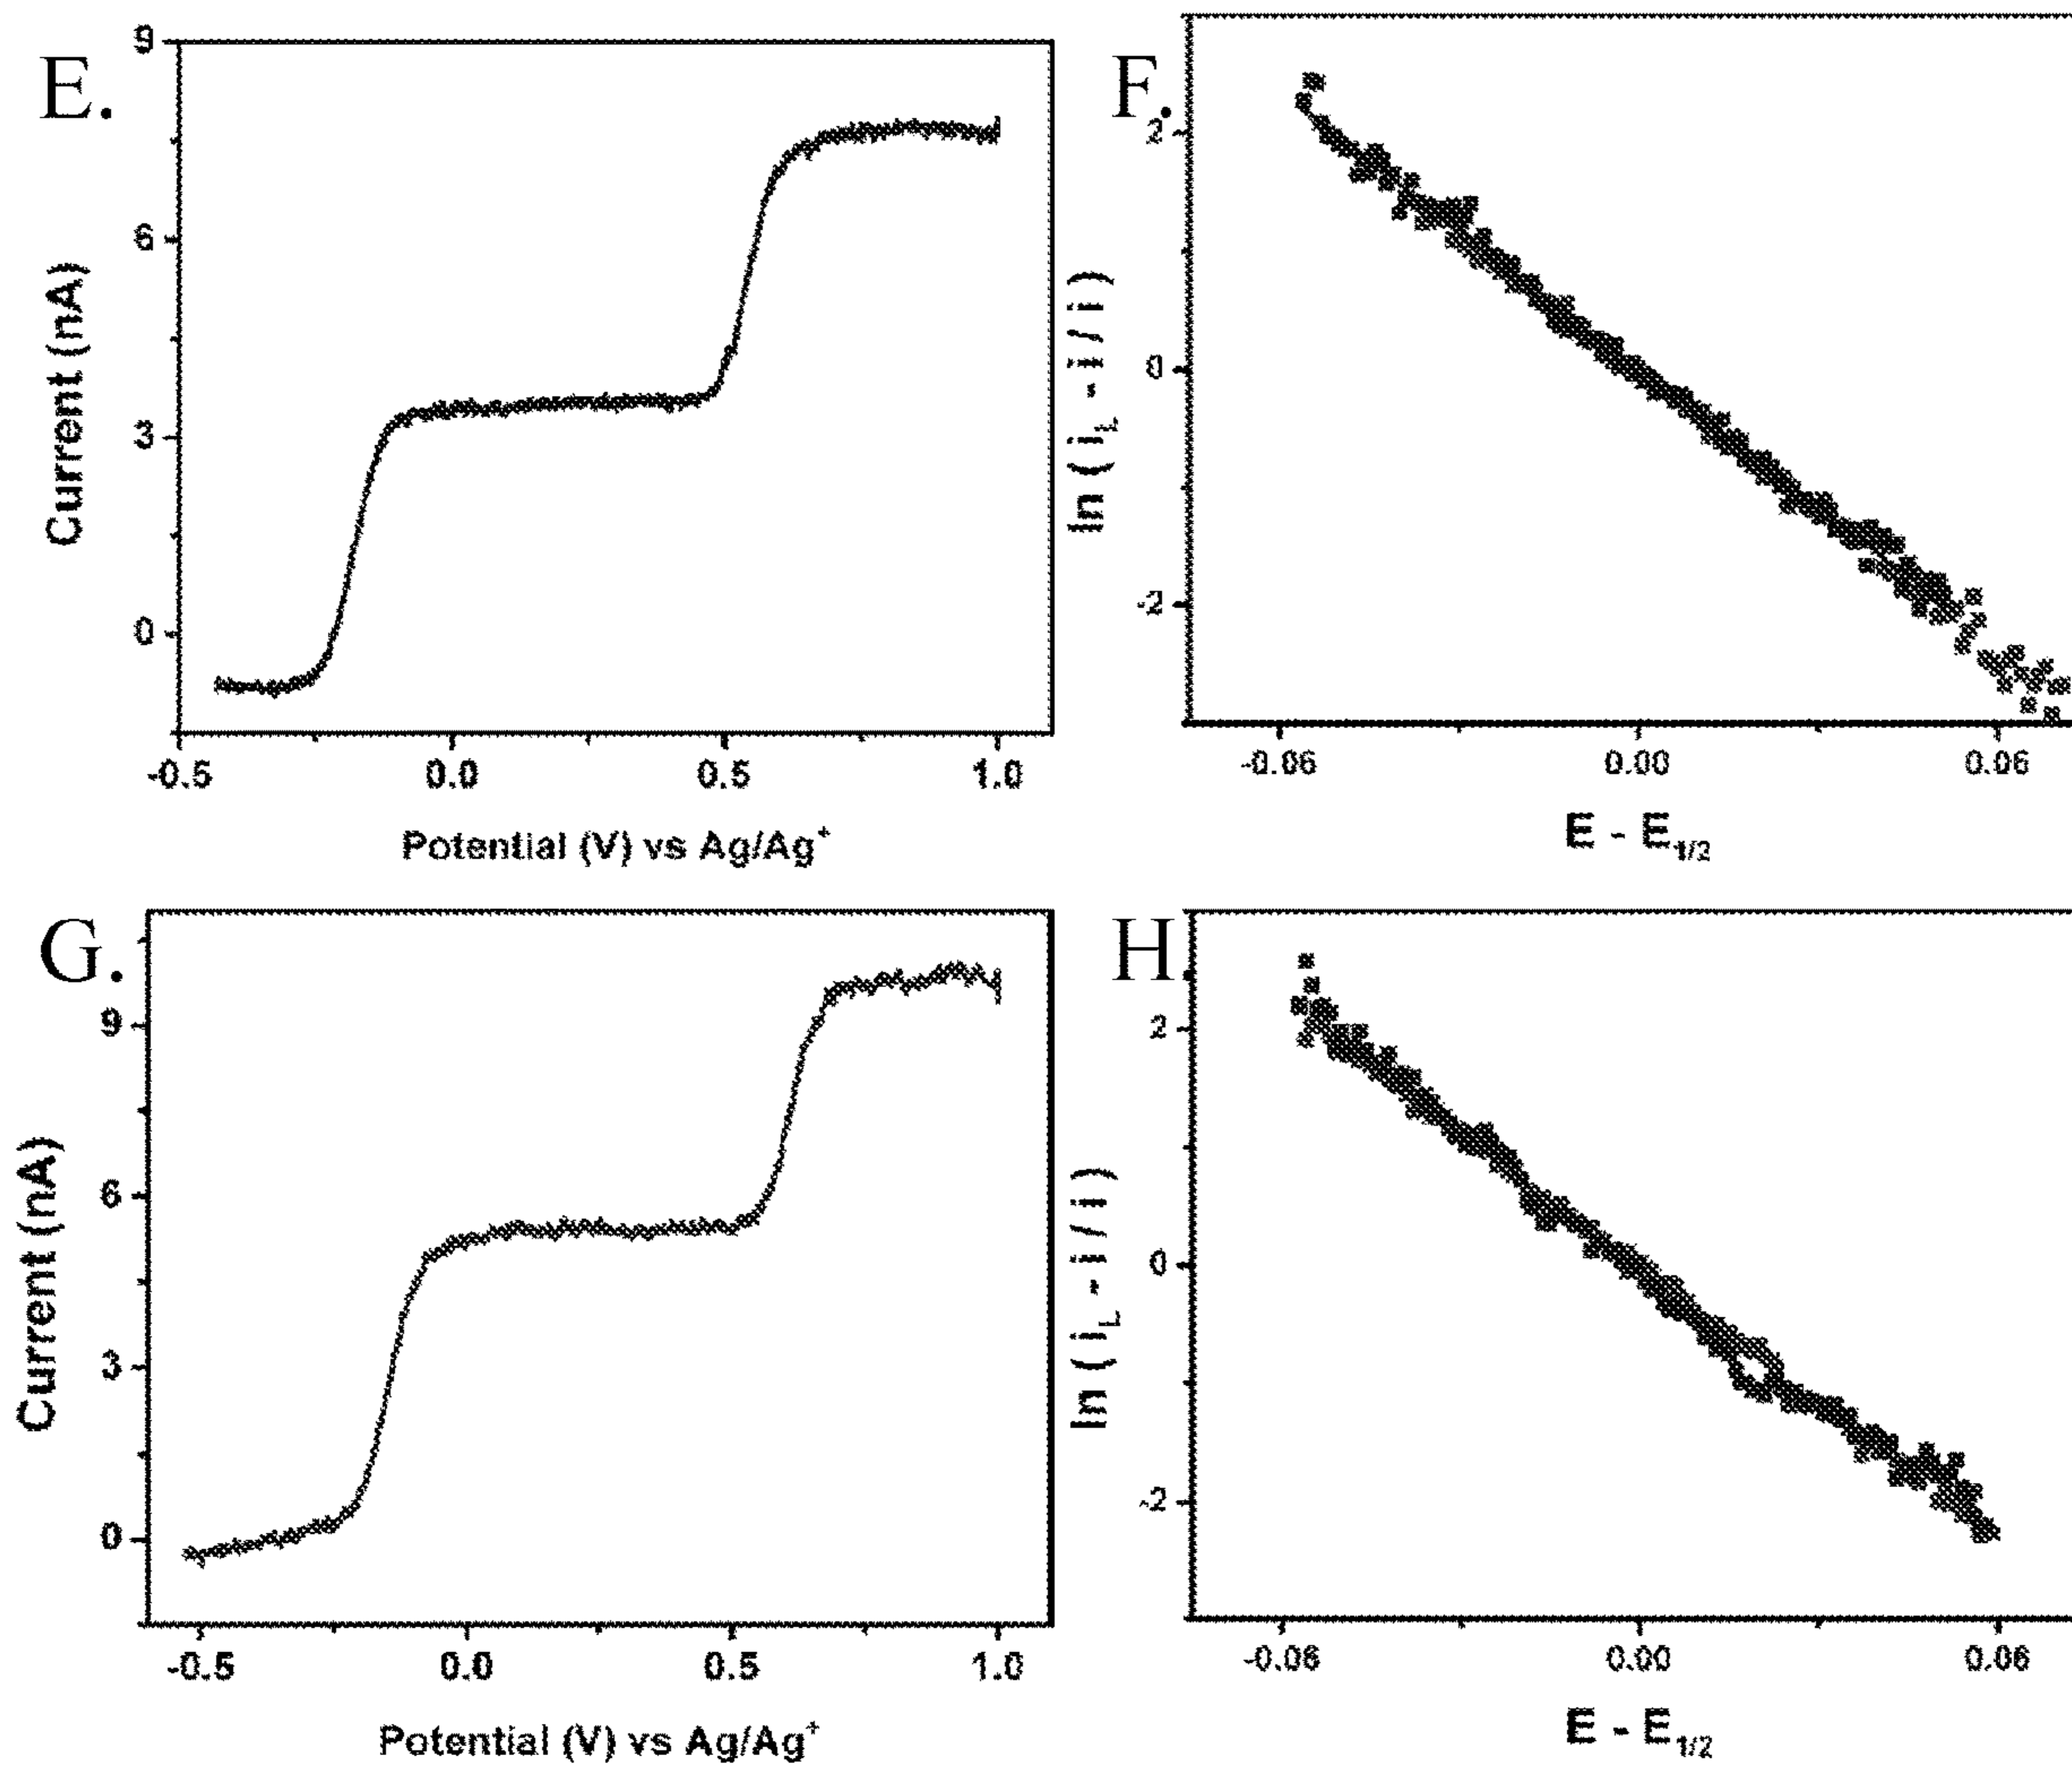 E.
9
6
3
0
Current (nA)
-0.5 0.0 0.5 1.0
Potential (V) vs Ag/Ag⁺
F.
2
0
-2
ln ( i_L - i / i )
-0.06 0.00 0.06
E - E_1/2
G.
9
6
3
0
Current (nA)
-0.5 0.0 0.5 1.0
Potential (V) vs Ag/Ag⁺
H.
2
0
-2
ln ( i_L - i / i )
-0.06 0.00 0.06
E - E_1/2